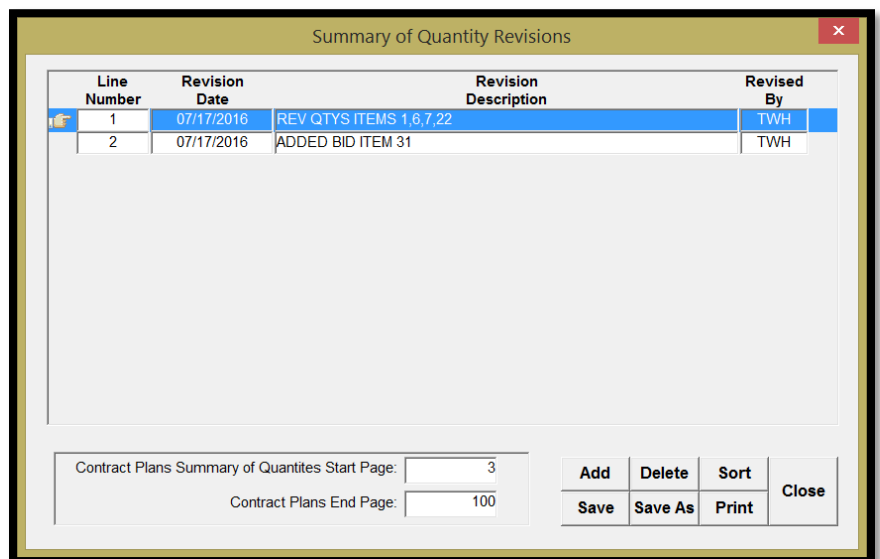 Summary of Quantity Revisions
x
Line Number Revision Date Revision Description Revised By
1 07/17/2016 REV QTYS ITEMS 1,6,7,22 TWH
2 07/17/2016 ADDED BID ITEM 31 TWH
Contract Plans Summary of Quantites Start Page: 3
Contract Plans End Page: 100
Add Delete Sort Close
Save Save As Print